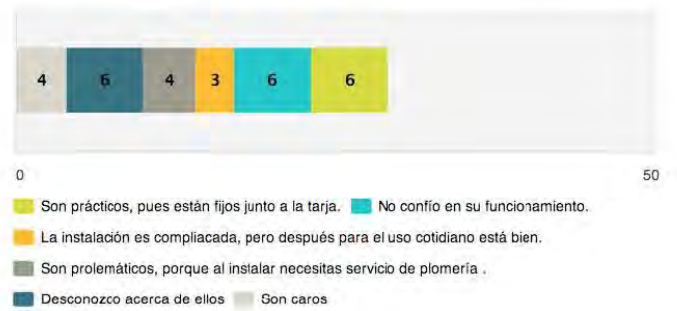 4 6 4 3 6 6
0 50
Son prácticos, pues están fijos junto a la tarja. No confío en su funcionamiento.
La instalación es compliacada, pero después para el uso cotidiano está bien.
Son prolemáticos, porque al instalar necesitas servicio de plomería .
Desconozco acerca de ellos Son caros